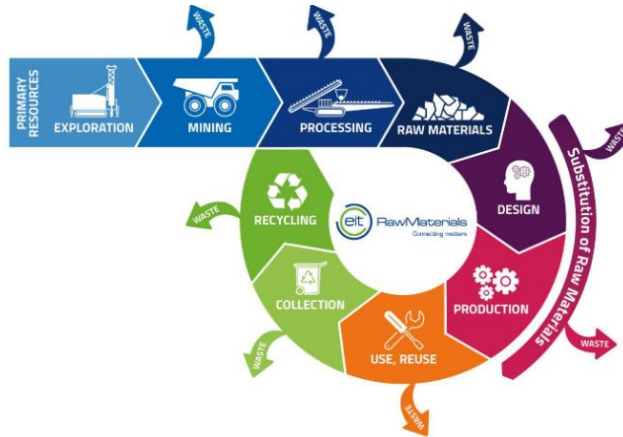 WASTE
WASTE
WASTE
PRIMARY
RESOURCES
EXPLORATION
MINING
PROCESSING
RAW MATERIALS
WASTE
DESIGN
Substitution of Raw Materials
RECYCLING
WASTE
eit RawMaterials
Connecting matters
COLLECTION
PRODUCTION
USE, REUSE
WASTE
WASTE
WASTE